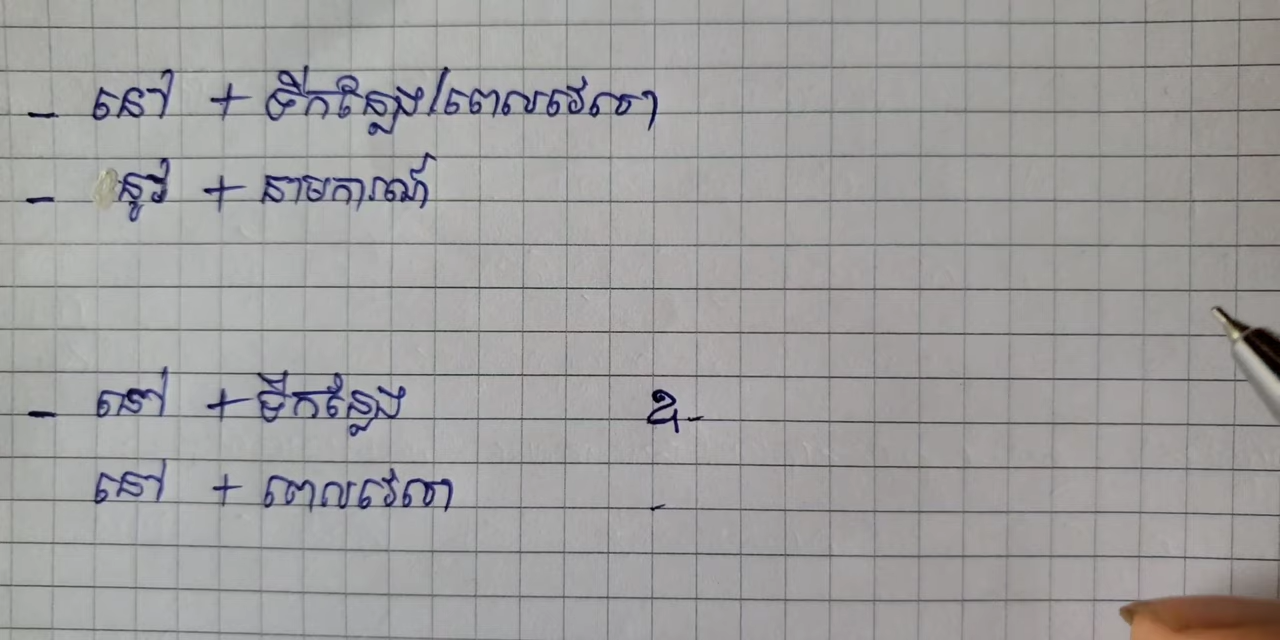 - នៅ + ទីកន្លែង/ពេលវេលា
- នូវ + នាមការណ៍
- នៅ + ទីកន្លែង ឧ-
នៅ + ពេលវេលា -